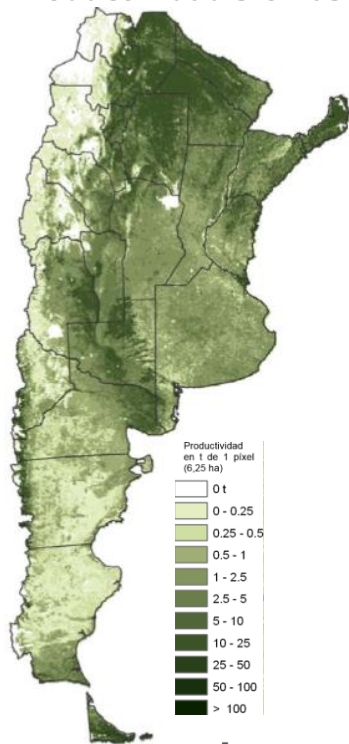 Productividad
en t de 1 píxel
(6,25 ha)
0 t
0 - 0.25
0.25 - 0.5
0.5 - 1
1 - 2.5
2.5 - 5
5 - 10
10 - 25
25 - 50
50 - 100
> 100